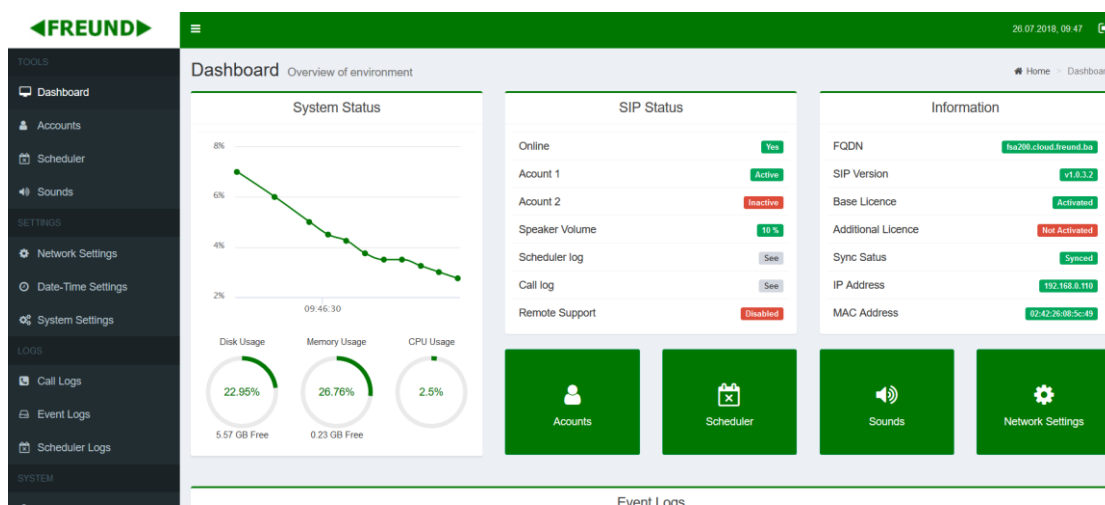 FREUND
26.07.2018, 09:47
TOOLS
Dashboard
Accounts
Scheduler
Sounds
SETTINGS
Network Settings
Date-Time Settings
System Settings
LOGS
Call Logs
Event Logs
Scheduler Logs
SYSTEM
Dashboard Overview of environment
Home > Dashboar
System Status
8%
6%
4%
2%
09:46:30
Disk Usage Memory Usage CPU Usage
22.95% 26.76% 2.5%
5.57 GB Free 0.23 GB Free
SIP Status
Online Yes
Acount 1 Active
Acount 2 Inactive
Speaker Volume 10 %
Scheduler log See
Call log See
Remote Support Disabled
Information
FQDN fsa200.cloud.freund.ba
SIP Version v1.0.3.2
Base Licence Activated
Additional Licence Not Activated
Sync Satus Synced
IP Address 192.168.0.110
MAC Address 02:42:26:08:5c:49
Acounts
Scheduler
Sounds
Network Settings
Event Logs